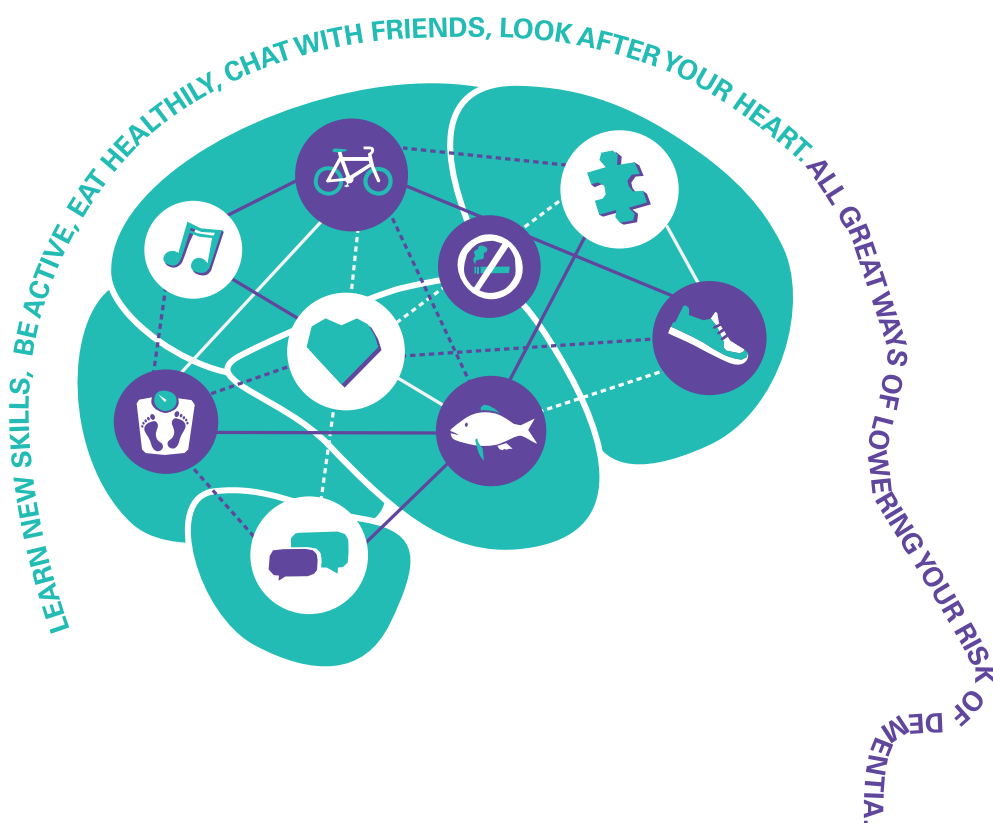 LEARN NEW SKILLS, BE ACTIVE, EAT HEALTHILY, CHAT WITH FRIENDS, LOOK AFTER YOUR HEART. ALL GREAT WAYS OF LOWERING YOUR RISK OF DEMENTIA.